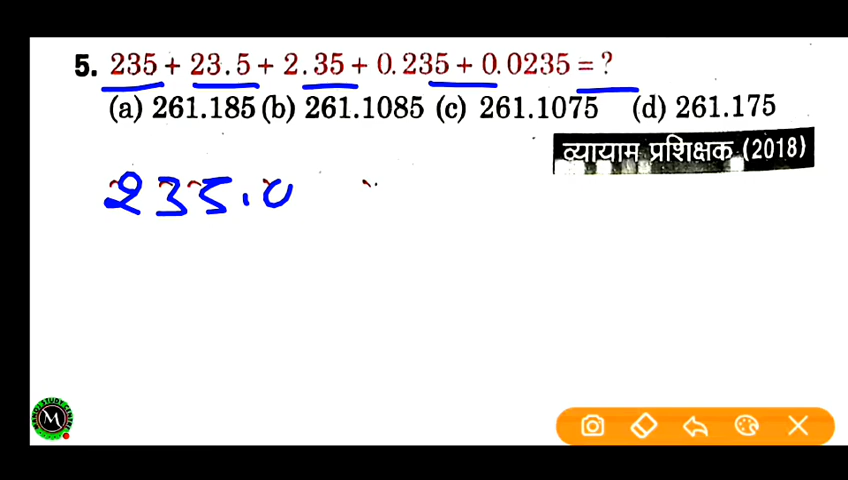 5. 235 + 23.5 + 2.35 + 0.235 + 0.0235 = ?
(a) 261.185 (b) 261.1085 (c) 261.1075 (d) 261.175
व्यायाम प्रशिक्षक (2018)
235.0
M